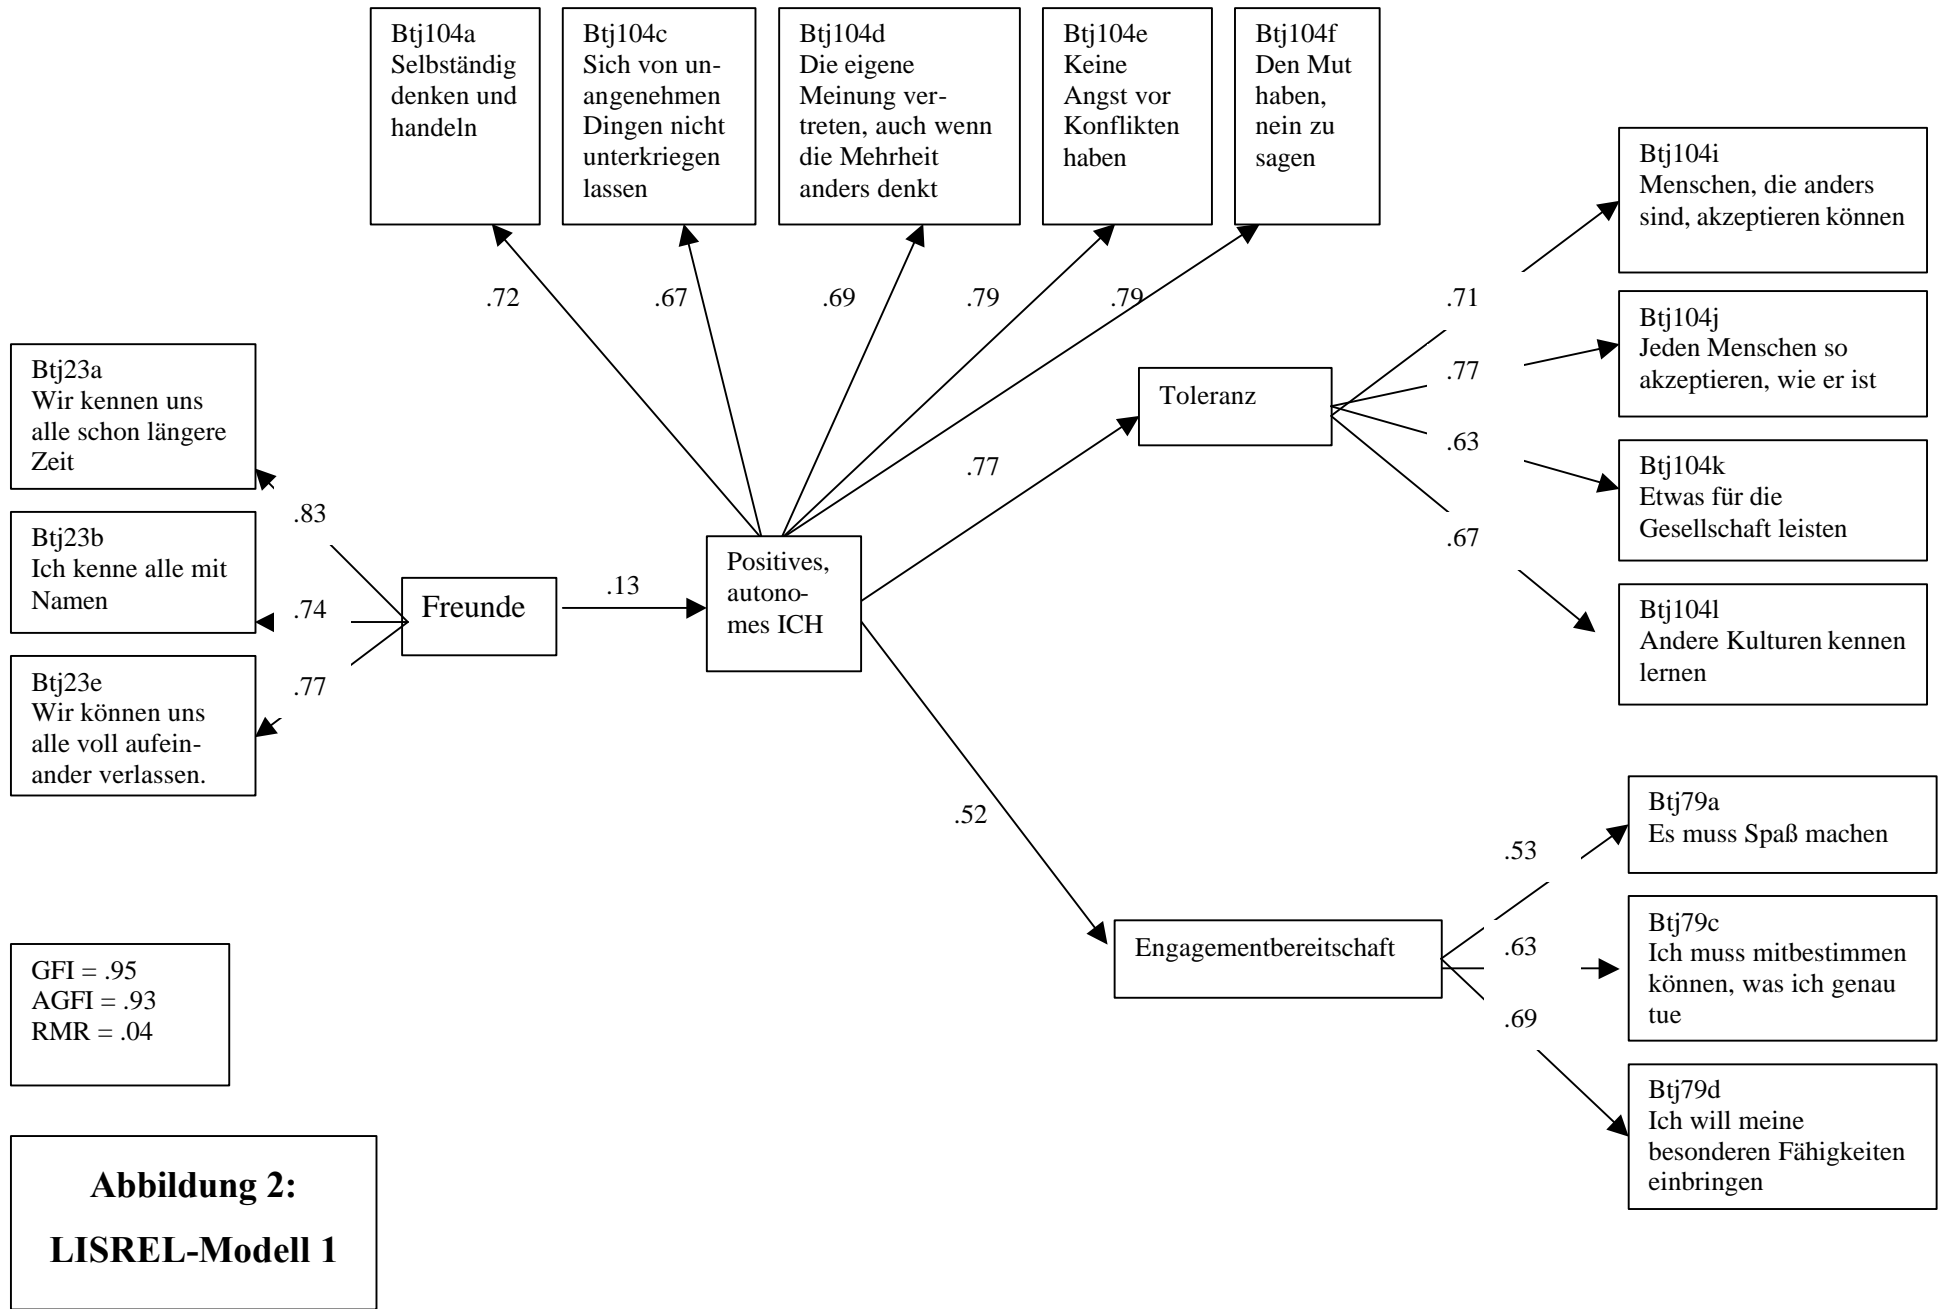 Btj104a
Selbständig
denken und
handeln
Btj104c
Sich von un-
angenehmen
Dingen nicht
unterkriegen
lassen
Btj104d
Die eigene
Meinung ver-
treten, auch wenn
die Mehrheit
anders denkt
Btj104e
Keine
Angst vor
Konflikten
haben
Btj104f
Den Mut
haben,
nein zu
sagen
.72
.67
.69
.79
.79
Btj23a
Wir kennen uns
alle schon längere
Zeit
Btj23b
Ich kenne alle mit
Namen
Btj23e
Wir können uns
alle voll aufein-
ander verlassen.
.83
.74
.77
Freunde
.13
Positives,
autono-
mes ICH
.77
.52
Toleranz
.71
.77
.63
.67
Btj104i
Menschen, die anders
sind, akzeptieren können
Btj104j
Jeden Menschen so
akzeptieren, wie er ist
Btj104k
Etwas für die
Gesellschaft leisten
Btj104l
Andere Kulturen kennen
lernen
Engagementbereitschaft
.53
.63
.69
Btj79a
Es muss Spaß machen
Btj79c
Ich muss mitbestimmen
können, was ich genau
tue
Btj79d
Ich will meine
besonderen Fähigkeiten
einbringen
GFI = .95
AGFI = .93
RMR = .04
Abbildung 2:
LISREL-Modell 1